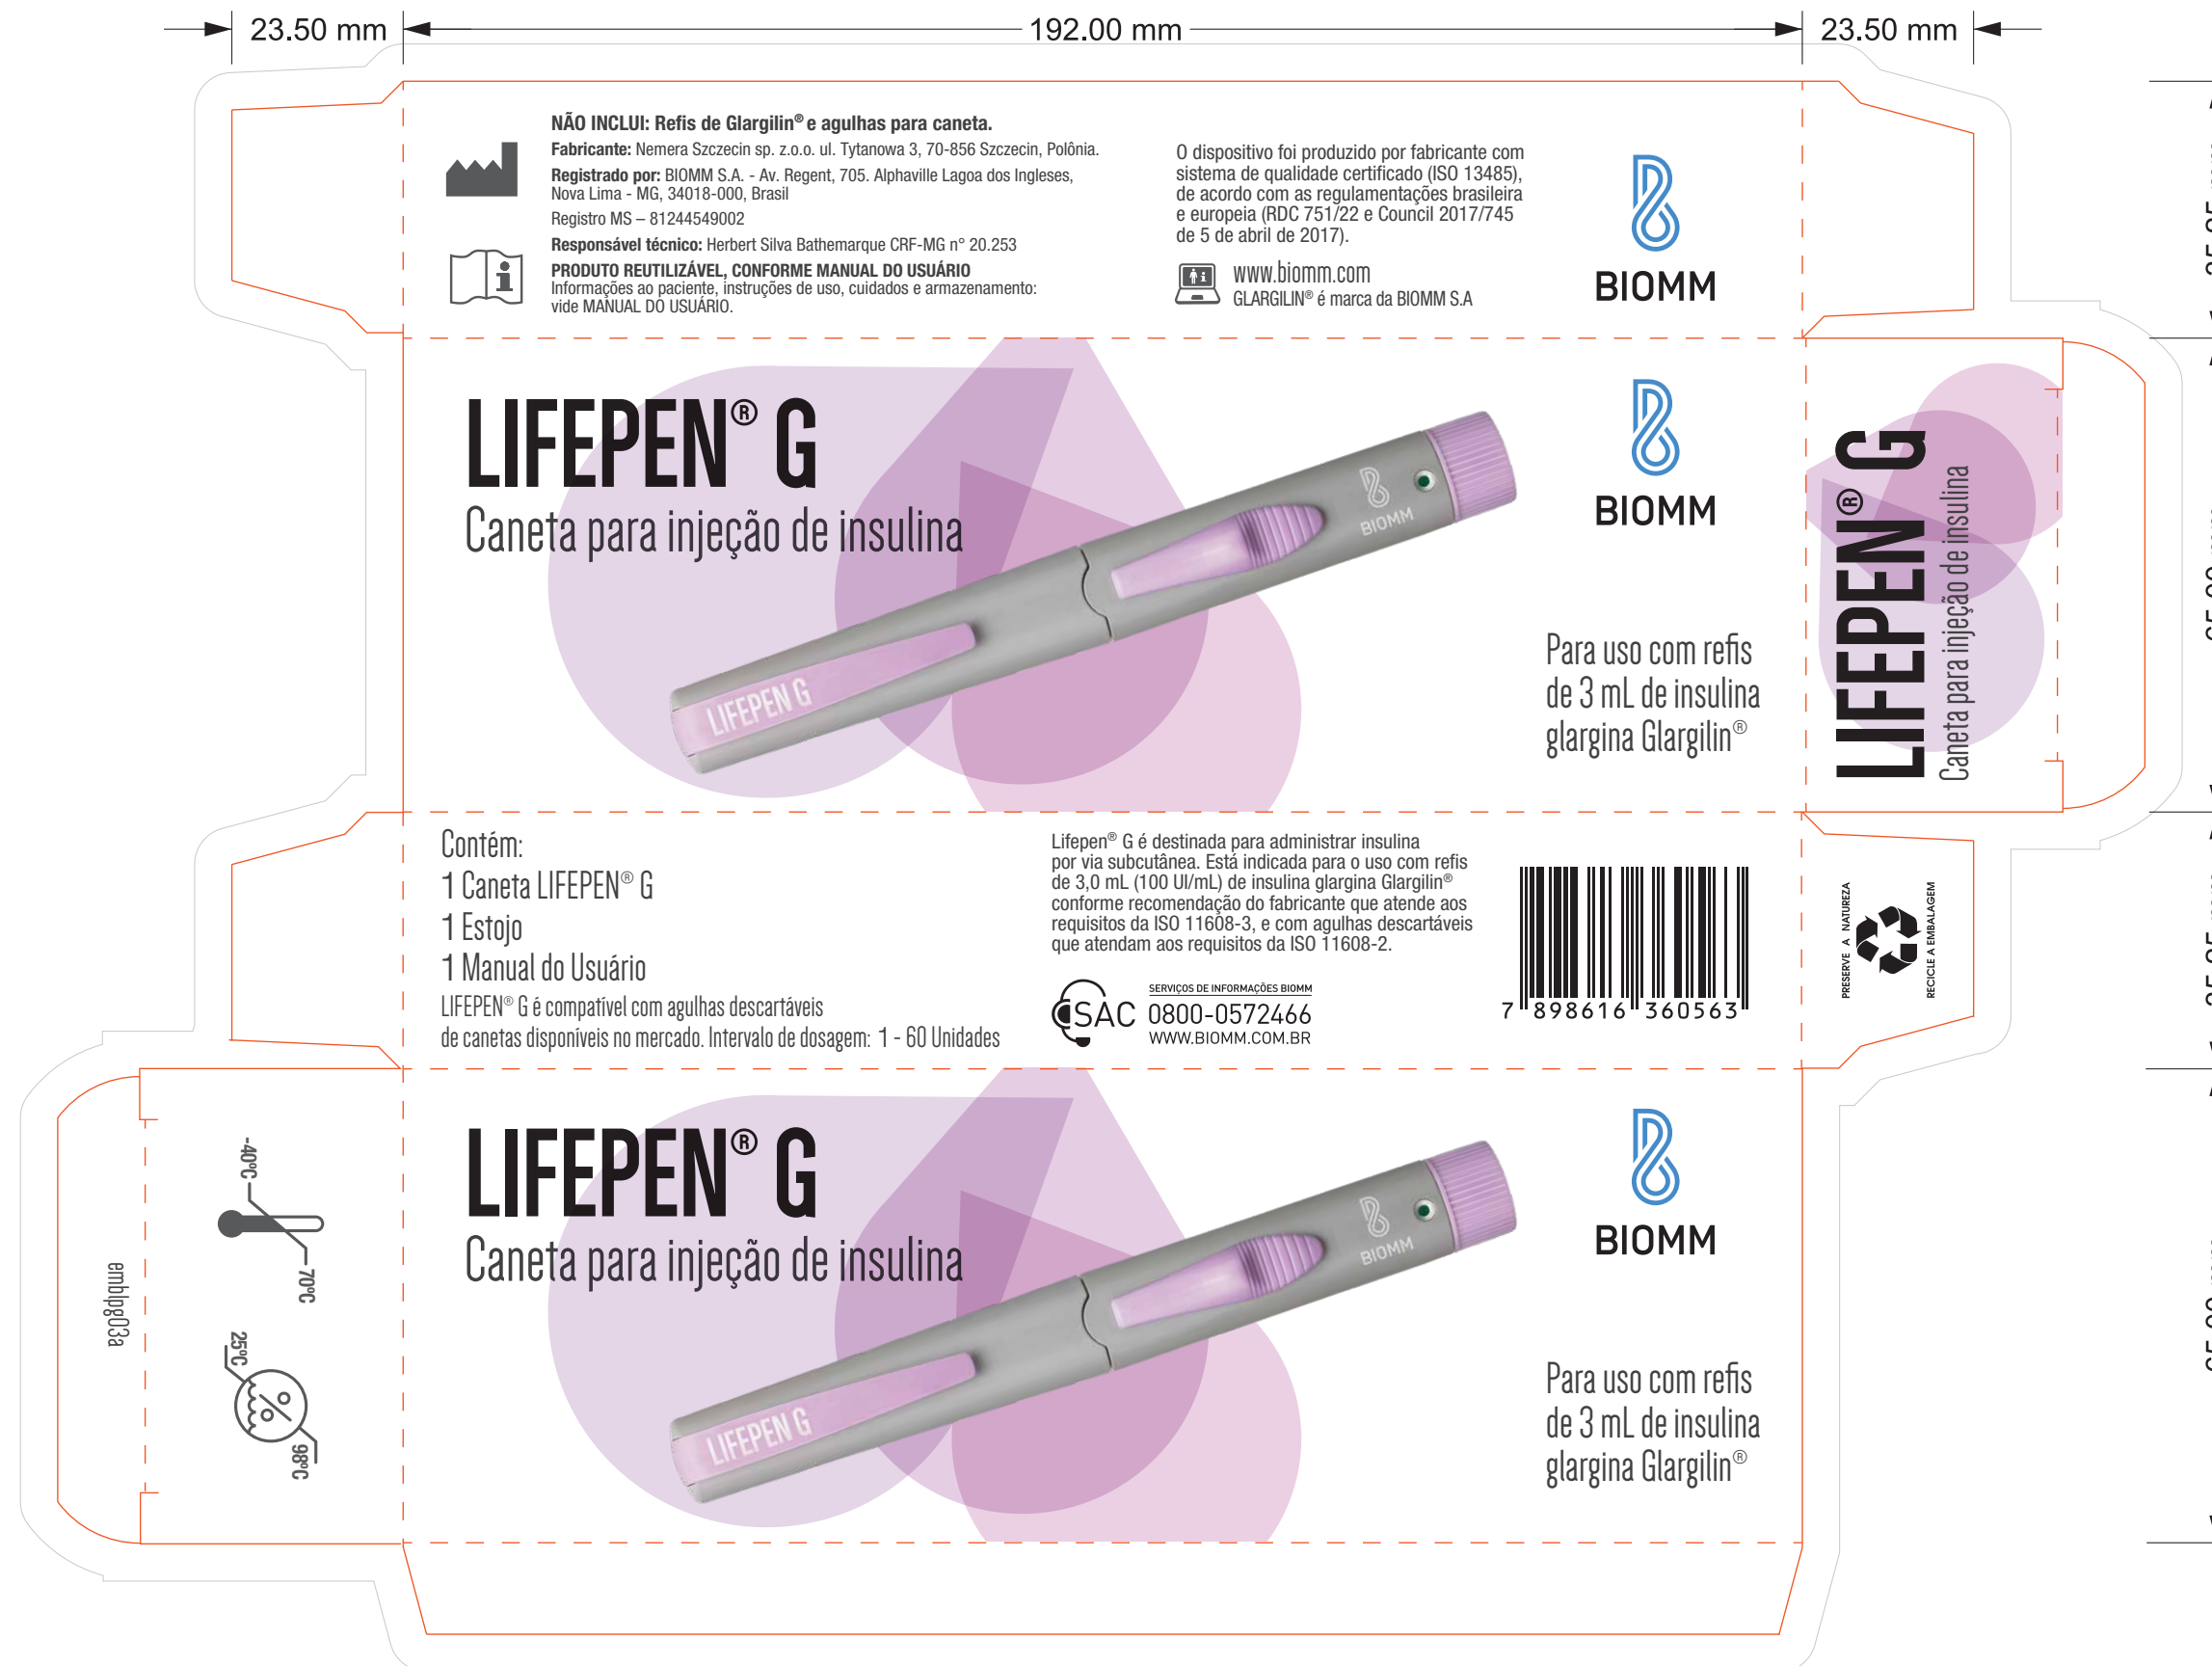 23.50 mm
192.00 mm
23.50 mm
NÃO INCLUI: Refis de Glargilin® e agulhas para caneta.
Fabricante: Nemera Szczecin sp. z.o.o. ul. Tytanowa 3, 70-856 Szczecin, Polônia.
Registrado por: BIOMM S.A. - Av. Regent, 705. Alphaville Lagoa dos Ingleses,
Nova Lima - MG, 34018-000, Brasil
Registro MS – 81244549002
Responsável técnico: Herbert Silva Bathemarque CRF-MG n° 20.253
PRODUTO REUTILIZÁVEL, CONFORME MANUAL DO USUÁRIO
Informações ao paciente, instruções de uso, cuidados e armazenamento:
vide MANUAL DO USUÁRIO.
O dispositivo foi produzido por fabricante com
sistema de qualidade certificado (ISO 13485),
de acordo com as regulamentações brasileira
e europeia (RDC 751/22 e Council 2017/745
de 5 de abril de 2017).
www.biomm.com
GLARGILIN® é marca da BIOMM S.A
BIOMM
LIFEPEN® G
Caneta para injeção de insulina
LIFEPEN G
BIOMM
BIOMM
Para uso com refis
de 3 mL de insulina
glargina Glargilin®
LIFEPEN® G
Caneta para injeção de insulina
Contém:
1 Caneta LIFEPEN® G
1 Estojo
1 Manual do Usuário
LIFEPEN® G é compatível com agulhas descartáveis
de canetas disponíveis no mercado. Intervalo de dosagem: 1 - 60 Unidades
Lifepen® G é destinada para administrar insulina
por via subcutânea. Está indicada para o uso com refis
de 3,0 mL (100 UI/mL) de insulina glargina Glargilin®
conforme recomendação do fabricante que atende aos
requisitos da ISO 11608-3, e com agulhas descartáveis
que atendam aos requisitos da ISO 11608-2.
SAC
SERVIÇOS DE INFORMAÇÕES BIOMM
0800-0572466
WWW.BIOMM.COM.BR
7 898616 360563
PRESERVE A NATUREZA
RECICLE A EMBALAGEM
-40ºC
70ºC
25ºC
98ºC
emblpg03a
LIFEPEN® G
Caneta para injeção de insulina
LIFEPEN G
BIOMM
BIOMM
Para uso com refis
de 3 mL de insulina
glargina Glargilin®